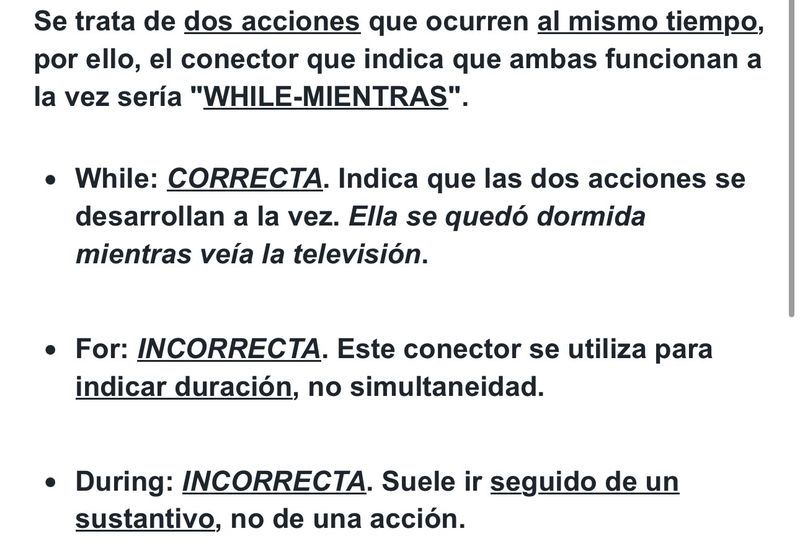 Se trata de dos acciones que ocurren al mismo tiempo,
por ello, el conector que indica que ambas funcionan a
la vez sería "WHILE-MIENTRAS".
• While: CORRECTA. Indica que las dos acciones se
desarrollan a la vez. Ella se quedó dormida
mientras veía la televisión.
• For: INCORRECTA. Este conector se utiliza para
indicar duración, no simultaneidad.
• During: INCORRECTA. Suele ir seguido de un
sustantivo, no de una acción.